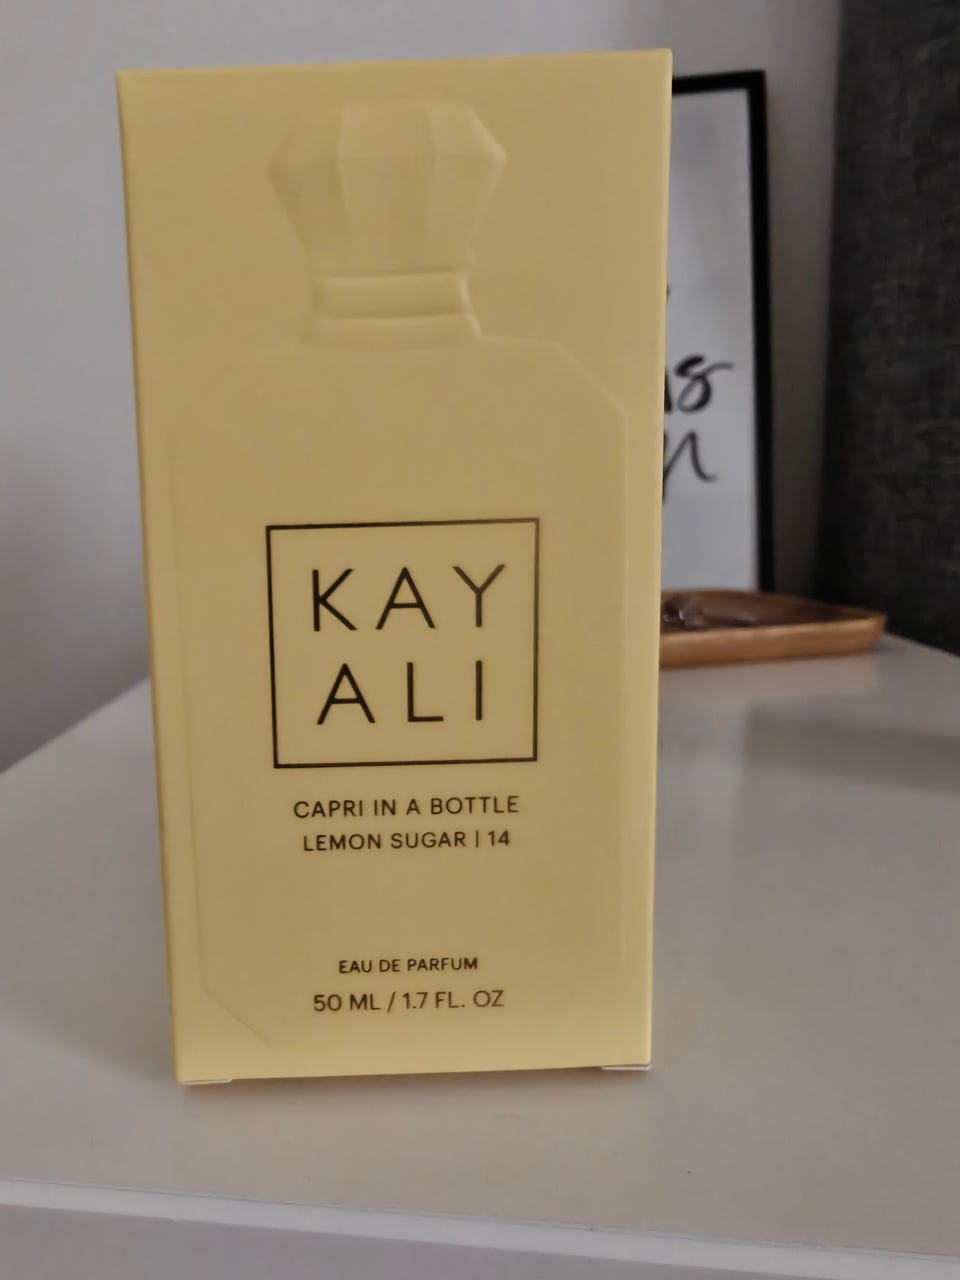 KAY
ALI
CAPRI IN A BOTTLE
LEMON SUGAR | 14
EAU DE PARFUM
50 ML / 1.7 FL. OZ